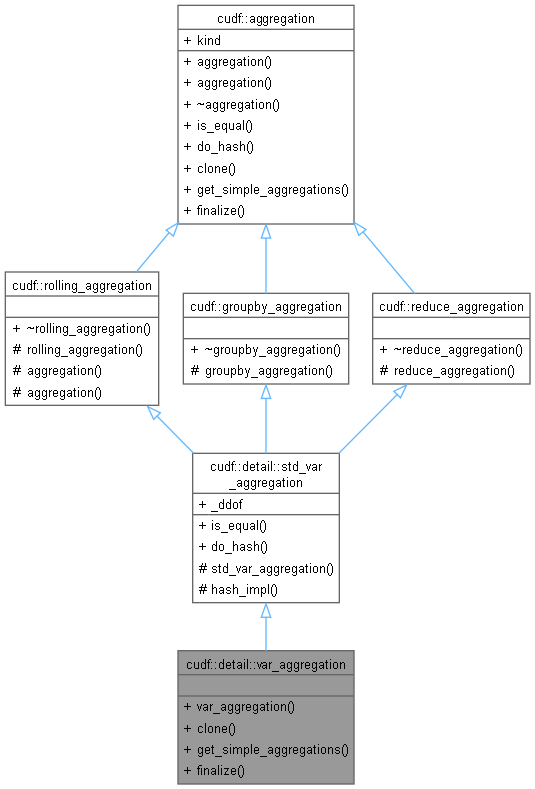 cudf::aggregation
+ kind
+ aggregation()
+ aggregation()
+ ~aggregation()
+ is_equal()
+ do_hash()
+ clone()
+ get_simple_aggregations()
+ finalize()
cudf::rolling_aggregation
+ ~rolling_aggregation()
# rolling_aggregation()
# aggregation()
# aggregation()
cudf::groupby_aggregation
+ ~groupby_aggregation()
# groupby_aggregation()
cudf::reduce_aggregation
+ ~reduce_aggregation()
# reduce_aggregation()
cudf::detail::std_var
_aggregation
+ _ddof
+ is_equal()
+ do_hash()
# std_var_aggregation()
# hash_impl()
cudf::detail::var_aggregation
+ var_aggregation()
+ clone()
+ get_simple_aggregations()
+ finalize()